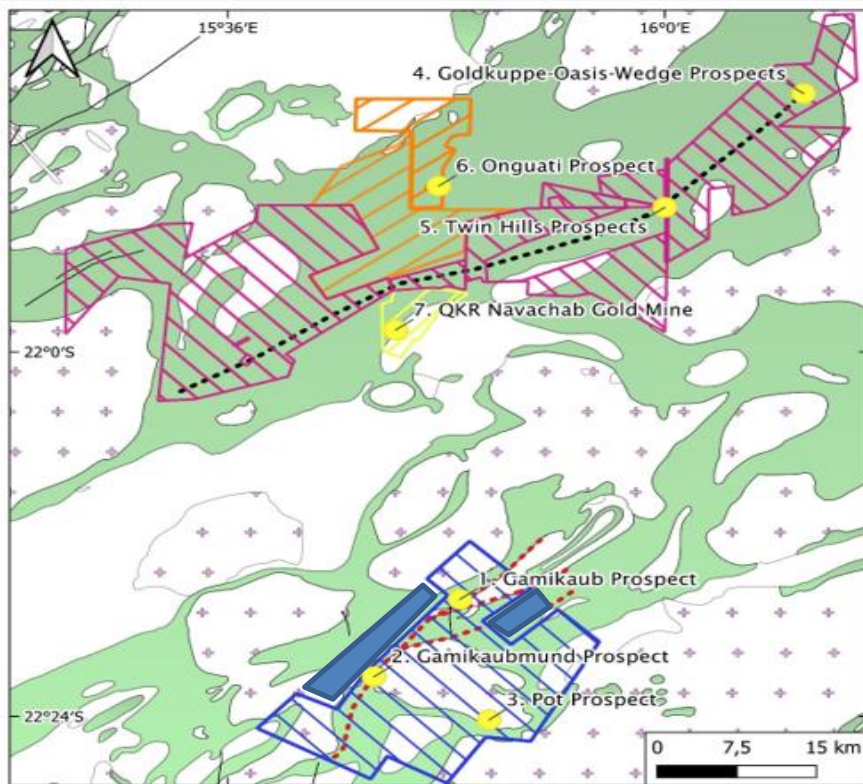 15°36'E
16°0'E
4. Goldkuppe-Oasis-Wedge Prospects
6. Onguati Prospect
5. Twin Hills Prospects
7. QKR Navachab Gold Mine
22°0'S
1. Gamikaub Prospect
2. Gamikaubmund Prospect
3. Pot Prospect
22°24'S
0 7,5 15 km